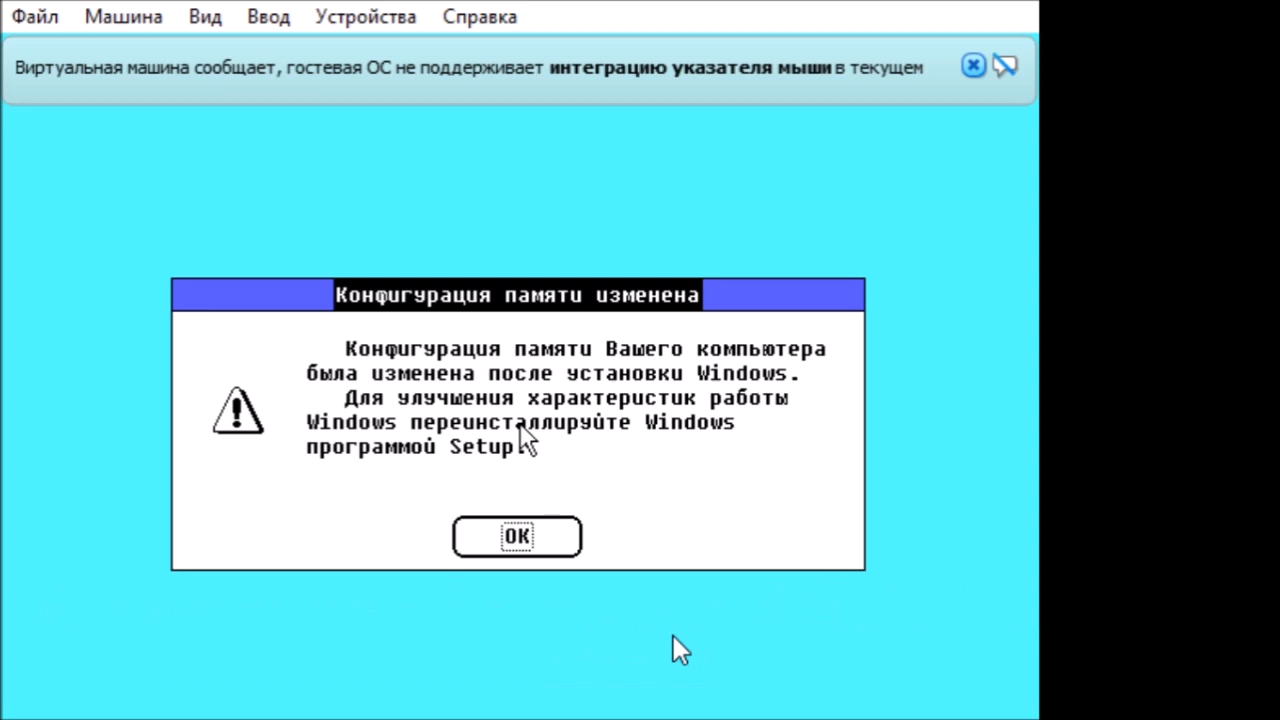 Файл Машина Вид Ввод Устройства Справка
Виртуальная машина сообщает, гостевая ОС не поддерживает интеграцию указателя мыши в текущем
Конфигурация памяти изменена
Конфигурация памяти Вашего компьютера
была изменена после установки Windows.
Для улучшения характеристик работы
Windows переинсталлируйте Windows
программой Setup.
OK